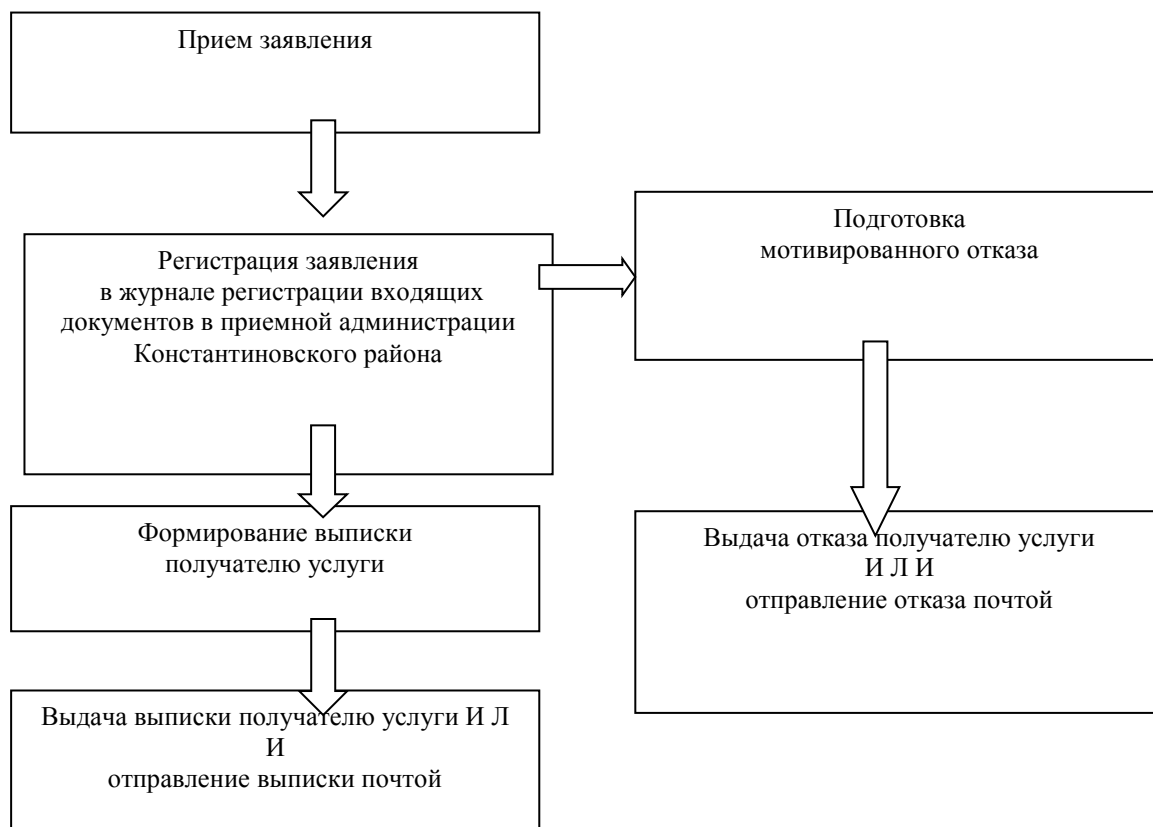 Прием заявления
Регистрация заявления
в журнале регистрации входящих
документов в приемной администрации
Константиновского района
Подготовка
мотивированного отказа
Формирование выписки
получателю услуги
Выдача отказа получателю услуги
И Л И
отправление отказа почтой
Выдача выписки получателю услуги И Л
И
отправление выписки почтой